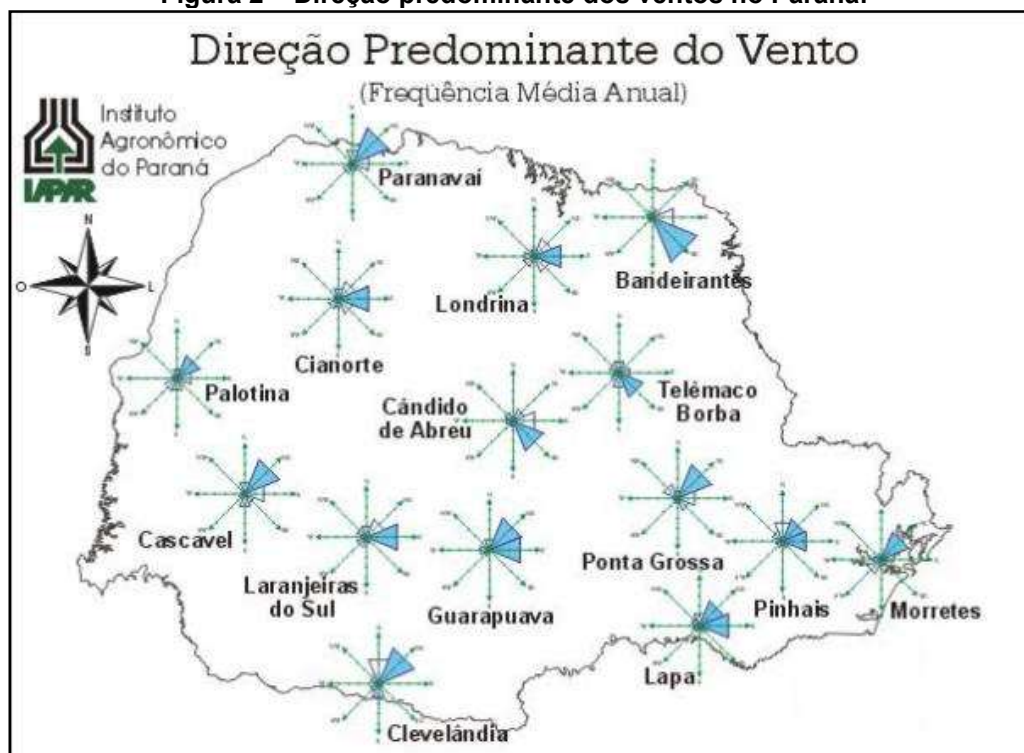 Figura 2 – Direção predominante dos ventos no Paraná.
Direção Predominante do Vento
(Freqüência Média Anual)
Instituto
Agronômico
do Paraná
IAPAR
N
O
L
S
Paranavaí
Bandeirantes
Londrina
Cianorte
Palotina
Cândido
de Abreu
Telêmaco
Borba
Cascavel
Laranjeiras
do Sul
Guarapuava
Ponta Grossa
Pinhais
Morretes
Lapa
Clevelândia